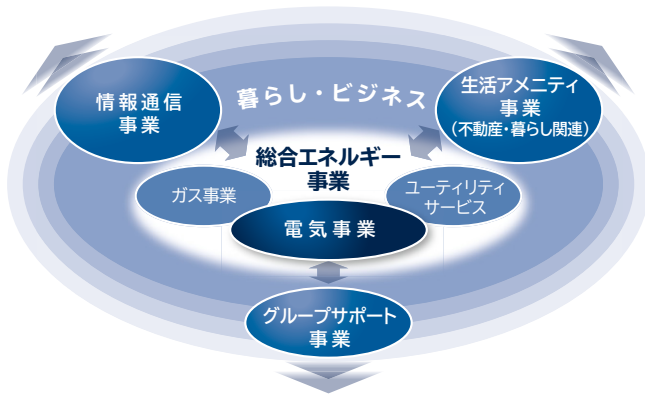 暮らし・ビジネス
情報通信
事業
生活アメニティ
事業
(不動産・暮らし関連)
総合エネルギー
事業
ガス事業
ユーティリティ
サービス
電気事業
グループサポート
事業